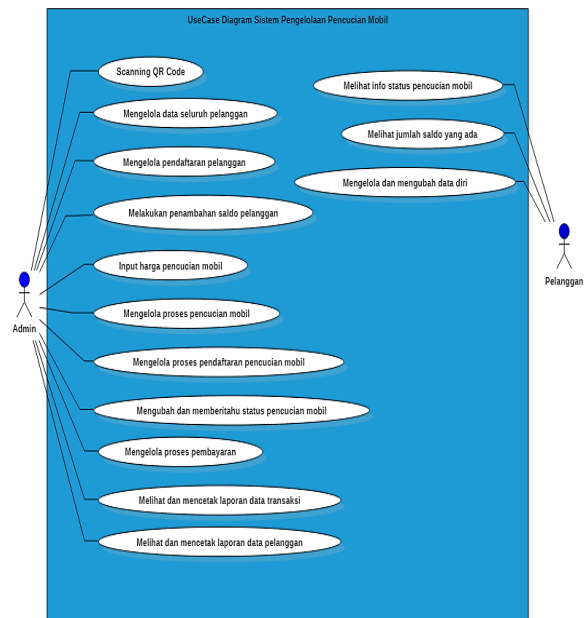 UseCase Diagram Sistem Pengelolaan Pencucian Mobil
Scanning QR Code
Melihat info status pencucian mobil
Mengelola data seluruh pelanggan
Melihat jumlah saldo yang ada
Mengelola pendaftaran pelanggan
Mengelola dan mengubah data diri
Melakukan penambahan saldo pelanggan
Input harga pencucian mobil
Pelanggan
Mengelola proses pencucian mobil
Admin
Mengelola proses pendaftaran pencucian mobil
Mengubah dan memberitahu status pencucian mobil
Mengelola proses pembayaran
Melihat dan mencetak laporan data transaksi
Melihat dan mencetak laporan data pelanggan